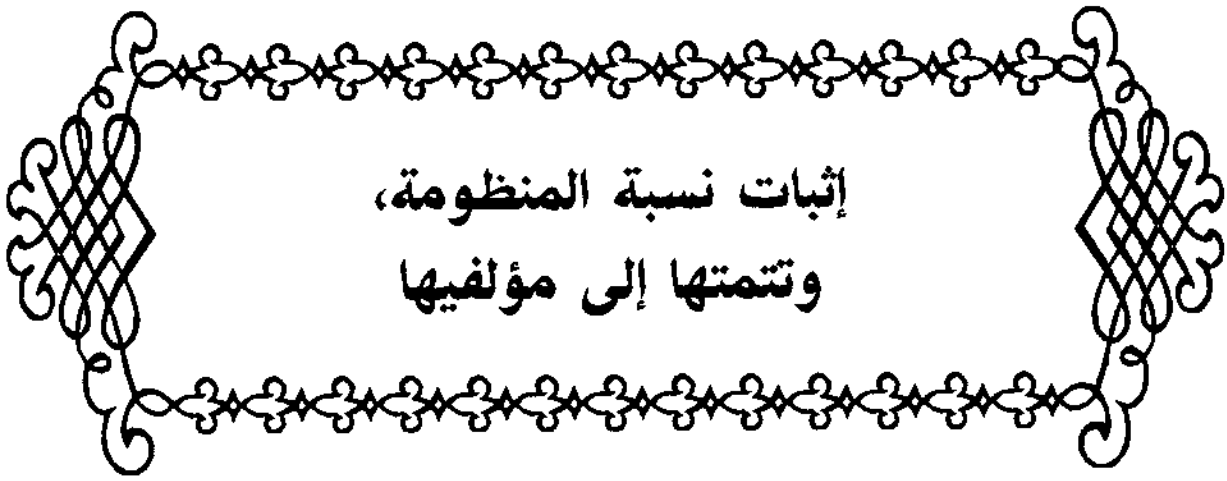 إثبات نسبة المنظومة،
وتتمتها إلى مؤلفيها